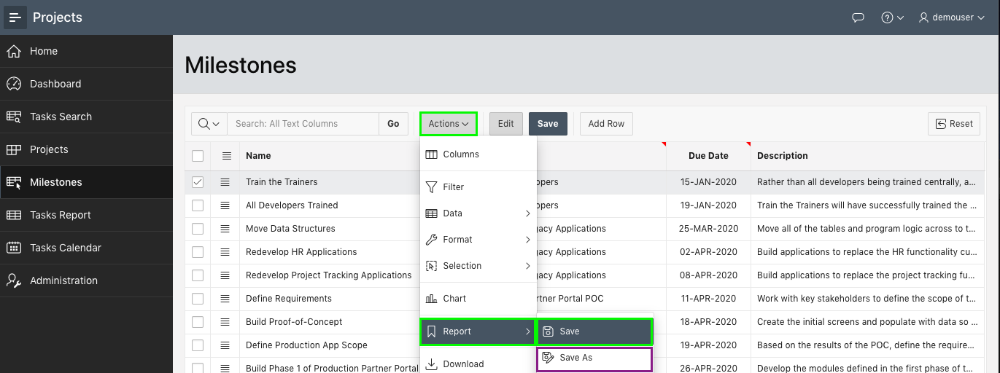 Projects
demouser
Home
Dashboard
Tasks Search
Projects
Milestones
Tasks Report
Tasks Calendar
Administration
Milestones
Search: All Text Columns Go Actions Edit Save Add Row Reset
Name Due Date Description
Train the Trainers opers 15-JAN-2020 Rather than all developers being trained centrally, a...
All Developers Trained opers 19-JAN-2020 Train the Trainers will have successfully trained the ...
Move Data Structures gacy Applications 25-MAR-2020 Move all of the tables and program logic across to t...
Redevelop HR Applications gacy Applications 02-APR-2020 Build applications to replace the HR functionality cu...
Redevelop Project Tracking Applications gacy Applications 08-APR-2020 Build applications to replace the project tracking fu...
Define Requirements rtner Portal POC 11-APR-2020 Work with key stakeholders to define the scope of t...
Build Proof-of-Concept 18-APR-2020 Create the initial screens and populate with data so ...
Define Production App Scope 19-APR-2020 Based on the results of the POC, define the require...
Build Phase 1 of Production Partner Portal 26-APR-2020 Develop the modules defined in the first phase of t...
Columns
Filter
Data
Format
Selection
Chart
Report
Download
Save
Save As